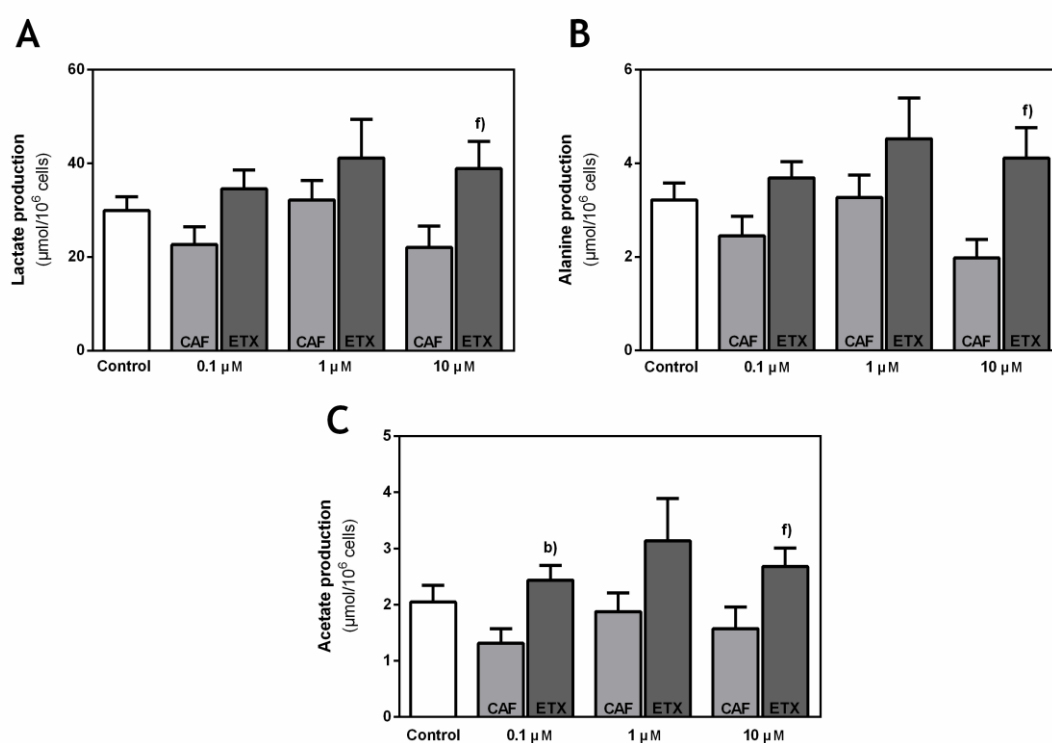 A
Lactate production
(µmol/10⁶ cells)
60
40
20
0
f)
CAF ETX CAF ETX CAF ETX
Control 0.1 µM 1 µM 10 µM
B
Alanine production
(µmol/10⁶ cells)
6
4
2
0
f)
CAF ETX CAF ETX CAF ETX
Control 0.1 µM 1 µM 10 µM
C
Acetate production
(µmol/10⁶ cells)
5
4
3
2
1
0
b)
f)
CAF ETX CAF ETX CAF ETX
Control 0.1 µM 1 µM 10 µM